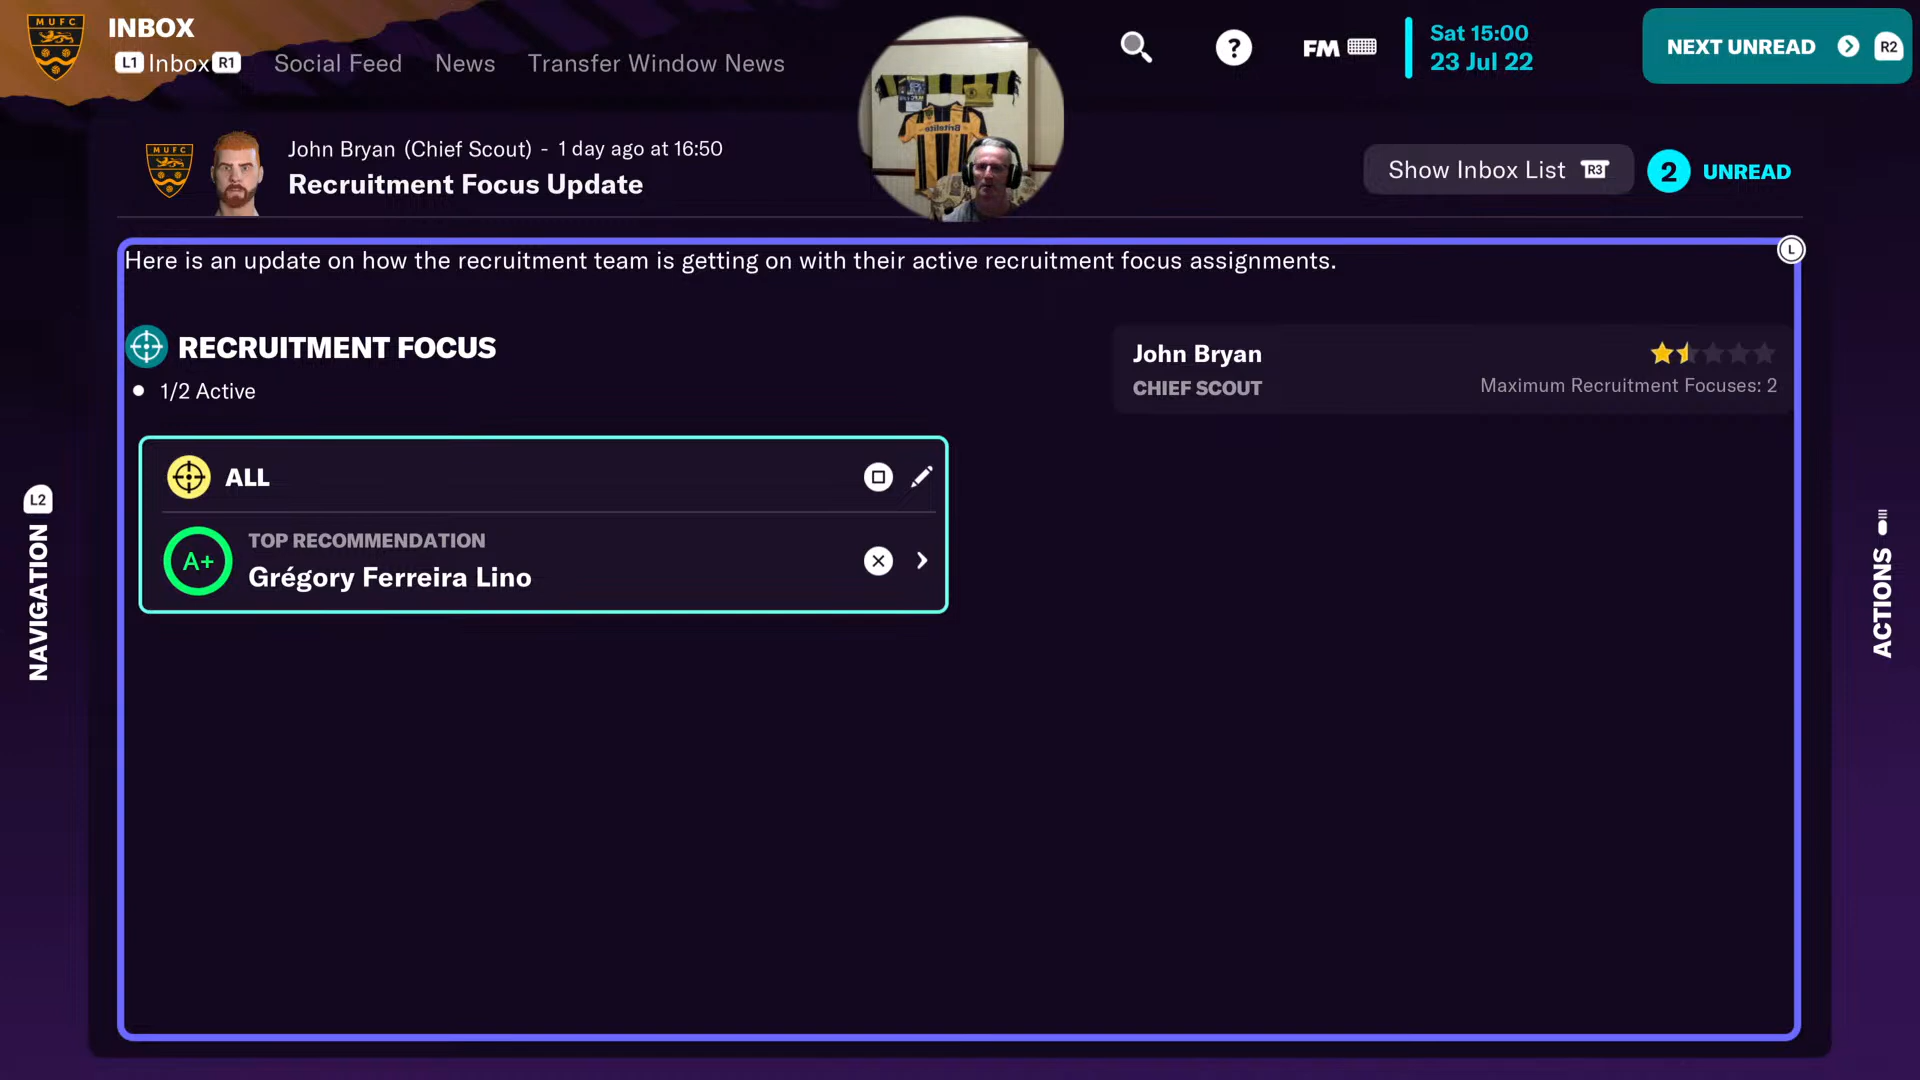 MUFC
INBOX
L1 Inbox R1 Social Feed News Transfer Window News
?
FM
Sat 15:00
23 Jul 22
NEXT UNREAD R2
MUFC
John Bryan (Chief Scout) - 1 day ago at 16:50
Recruitment Focus Update
Show Inbox List R3
2 UNREAD
L
Here is an update on how the recruitment team is getting on with their active recruitment focus assignments.
RECRUITMENT FOCUS
1/2 Active
John Bryan
CHIEF SCOUT
Maximum Recruitment Focuses: 2
ALL
A+
TOP RECOMMENDATION
Grégory Ferreira Lino
L2
NAVIGATION
ACTIONS